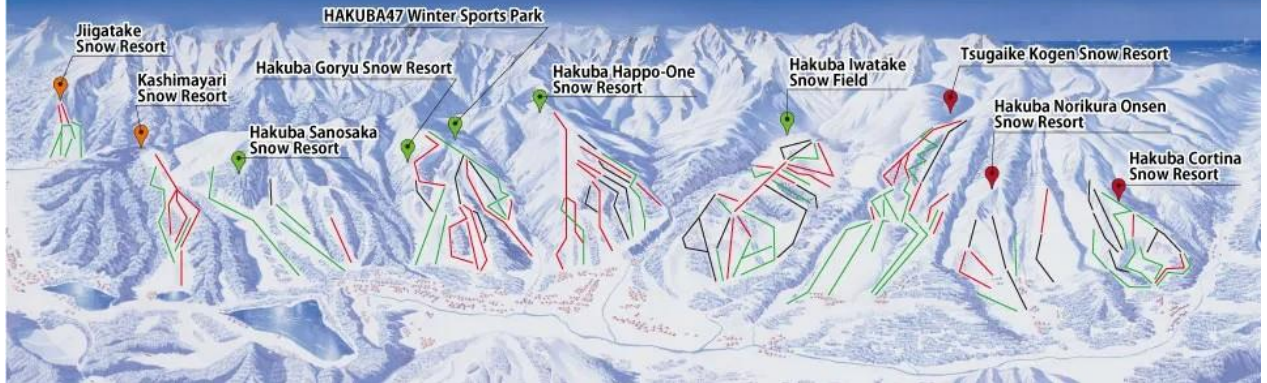 Jiigatake
Snow Resort
Kashimayari
Snow Resort
Hakuba Sanosaka
Snow Resort
Hakuba Goryu Snow Resort
HAKUBA47 Winter Sports Park
Hakuba Happo-One
Snow Resort
Hakuba Iwatake
Snow Field
Tsugaike Kogen Snow Resort
Hakuba Norikura Onsen
Snow Resort
Hakuba Cortina
Snow Resort